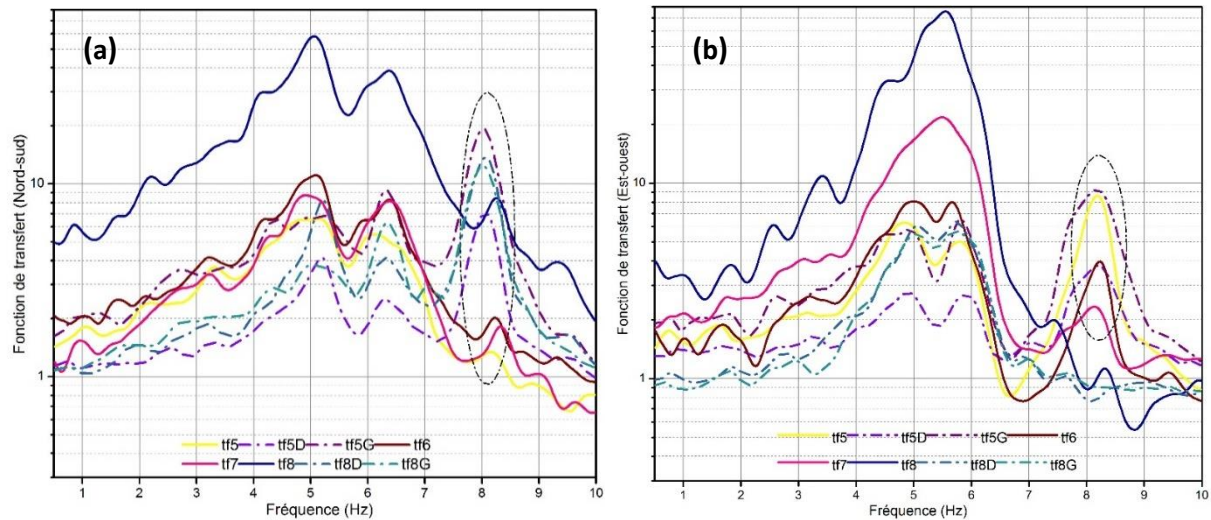 (a)
Fonction de transfert (Nord-sud)
10
1
1 2 3 4 5 6 7 8 9 10
Fréquence (Hz)
tf5 tf5D tf5G tf6
tf7 tf8 tf8D tf8G
(b)
Fonction de transfert (Est-ouest)
10
1
1 2 3 4 5 6 7 8 9 10
Fréquence (Hz)
tf5 tf5D tf5G tf6
tf7 tf8 tf8D tf8G